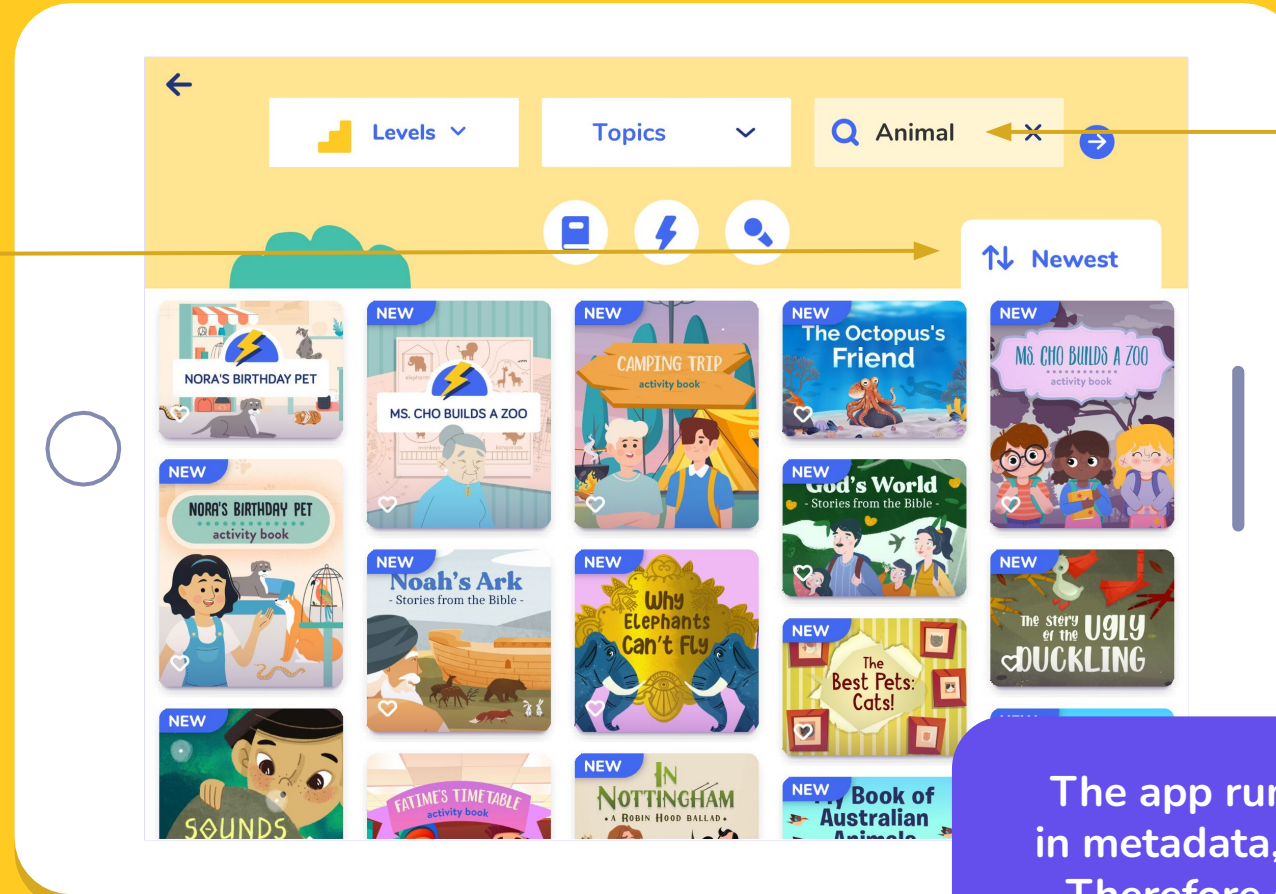 Levels
Topics
Animal
Newest
NORA'S BIRTHDAY PET
NEW
MS. CHO BUILDS A ZOO
NEW
CAMPING TRIP
activity book
NEW
The Octopus's
Friend
NEW
MS. CHO BUILDS A ZOO
activity book
NEW
NORA'S BIRTHDAY PET
activity book
NEW
Noah's Ark
- Stories from the Bible -
NEW
Why
Elephants
Can't Fly
NEW
God's World
- Stories from the Bible -
NEW
The Story
of the UGLY
DUCKLING
NEW
The
Best Pets:
Cats!
NEW
SOUNDS
FATIME'S TIMETABLE
activity book
NEW
IN
NOTTINGHAM
• A ROBIN HOOD BALLAD •
NEW
My Book of
Australian
Animals
The app run
in metadata,
Therefore